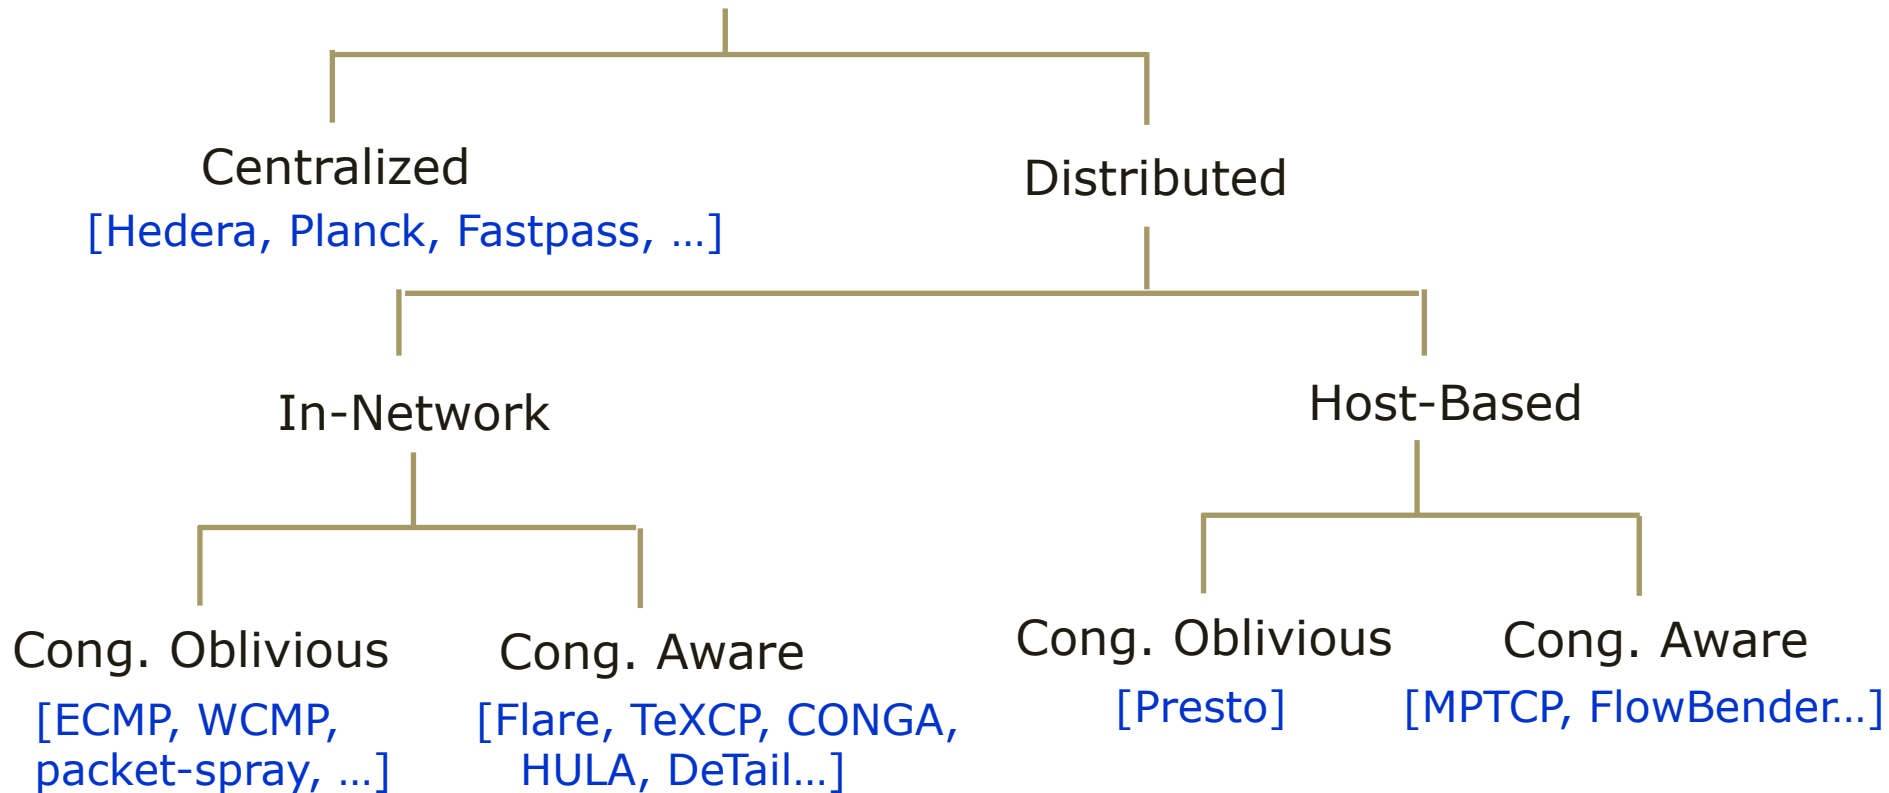 Centralized
[Hedera, Planck, Fastpass, …]
Distributed
In-Network
Host-Based
Cong. Oblivious
[ECMP, WCMP,
packet-spray, …]
Cong. Aware
[Flare, TeXCP, CONGA,
HULA, DeTail…]
Cong. Oblivious
[Presto]
Cong. Aware
[MPTCP, FlowBender…]